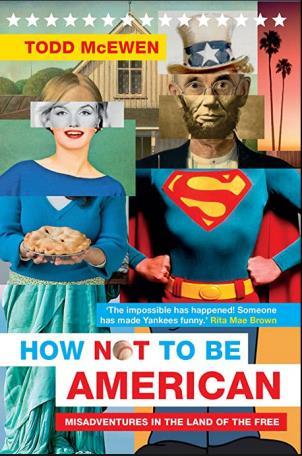 TODD McEWEN
S
'The impossible has happened! Someone
has made Yankees funny.' Rita Mae Brown
HOW NOT TO BE
AMERICAN
MISADVENTURES IN THE LAND OF THE FREE